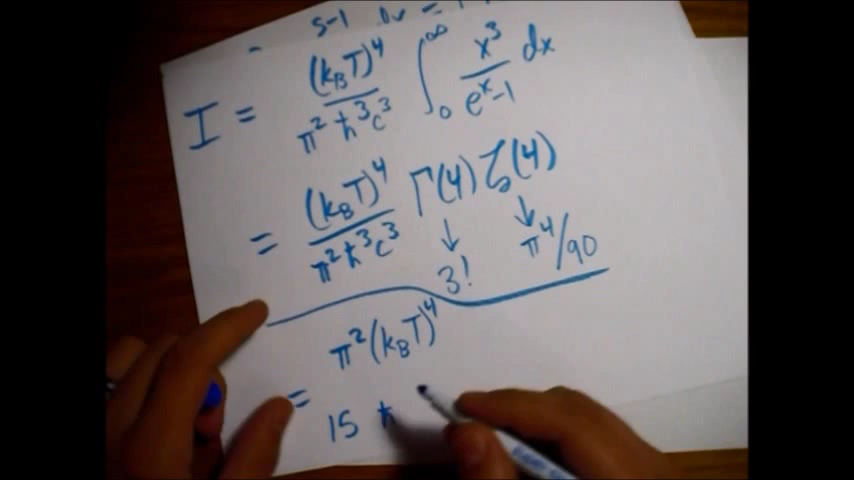 s-1
I = (k_B T)^4 / π^2 ħ^3 c^3 ∫_0^∞ x^3 / e^x-1 dx
= (k_B T)^4 / π^2 ħ^3 c^3 Γ(4) ζ(4)
↓ ↓
3! π^4/90
= π^2 (k_B T)^4 / 15 ħ